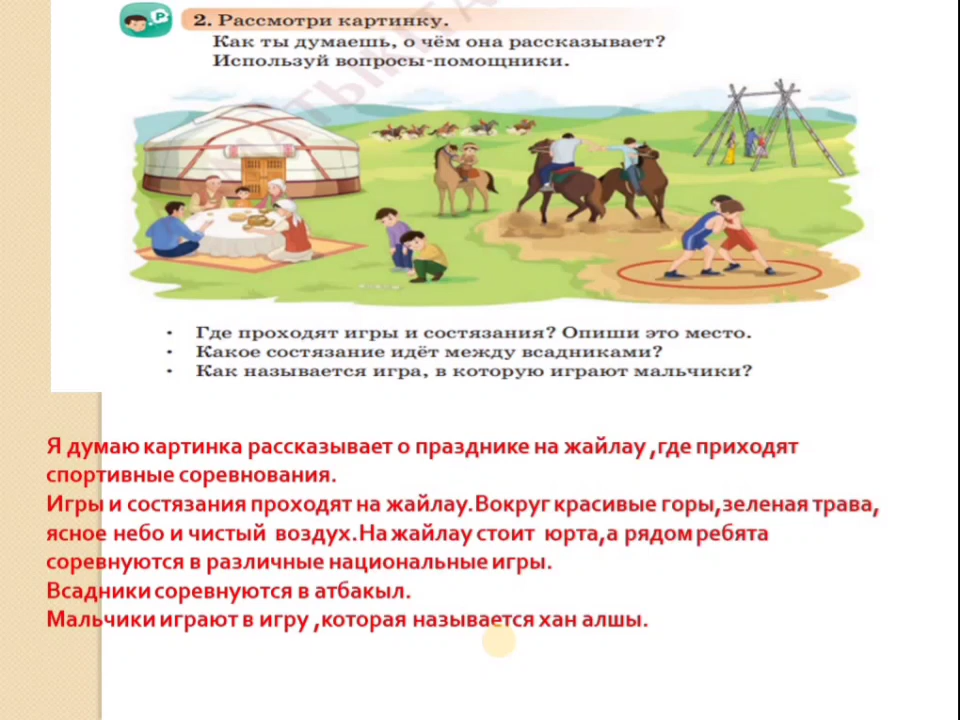 2. Рассмотри картинку.
Как ты думаешь, о чём она рассказывает?
Используй вопросы-помощники.
• Где проходят игры и состязания? Опиши это место.
• Какое состязание идёт между всадниками?
• Как называется игра, в которую играют мальчики?
Я думаю картинка рассказывает о празднике на жайлау ,где приходят
спортивные соревнования.
Игры и состязания проходят на жайлау.Вокруг красивые горы,зеленая трава,
ясное небо и чистый воздух.На жайлау стоит юрта,а рядом ребята
соревнуются в различные национальные игры.
Всадники соревнуются в атбакыл.
Мальчики играют в игру ,которая называется хан алшы.